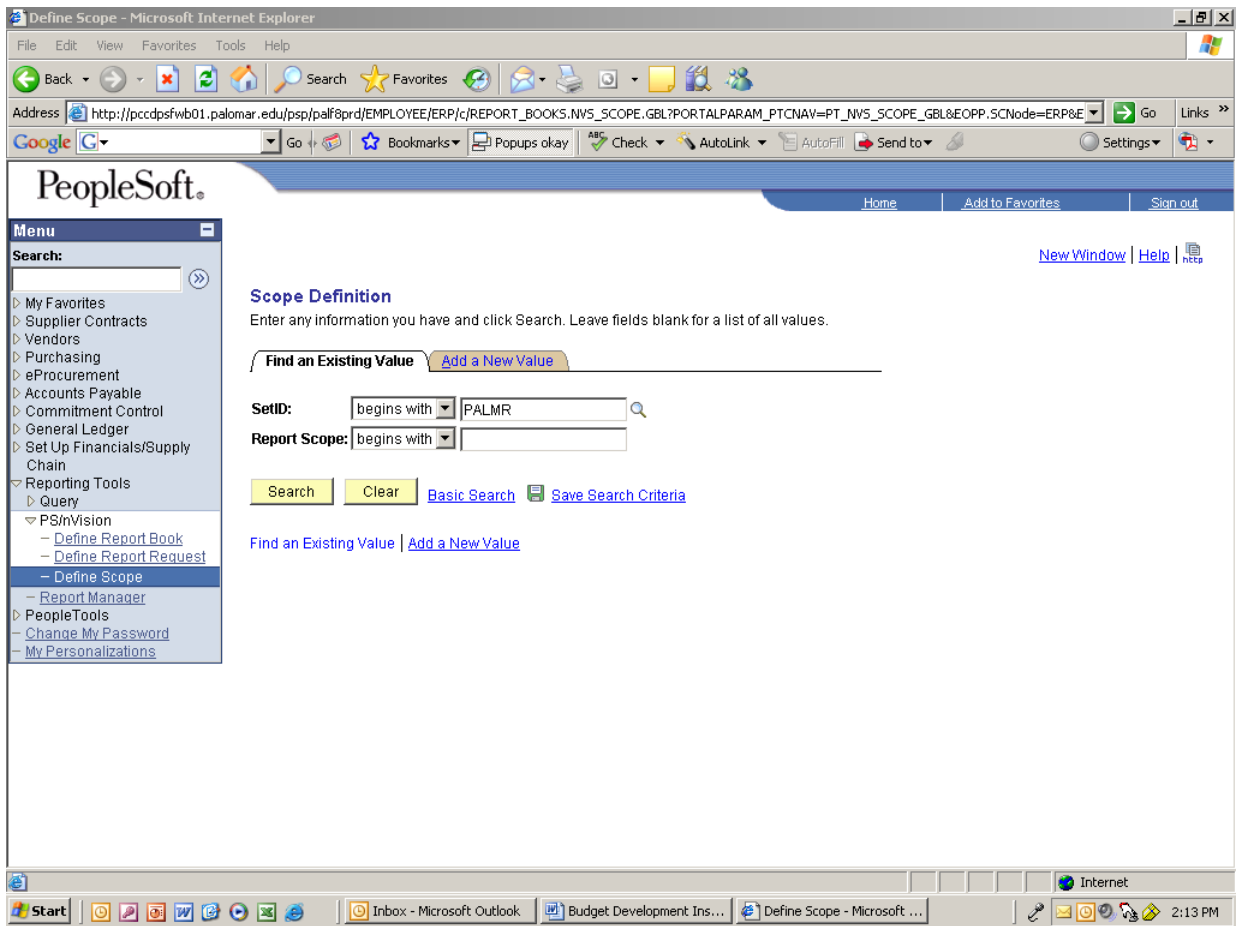 Define Scope - Microsoft Internet Explorer
File Edit View Favorites Tools Help
Back Search Favorites
Address http://pccdpsfwb01.palomar.edu/psp/palf8prd/EMPLOYEE/ERP/c/REPORT_BOOKS.NVS_SCOPE.GBL?PORTALPARAM_PTCNAV=PT_NVS_SCOPE_GBL&EOPP.SCNode=ERP&E Go Links »
Google G Go Bookmarks Popups okay ABC Check AutoLink AutoFill Send to Settings
PeopleSoft.
Home Add to Favorites Sign out
Menu
New Window | Help | http
Search:
My Favorites
Supplier Contracts
Vendors
Purchasing
eProcurement
Accounts Payable
Commitment Control
General Ledger
Set Up Financials/Supply
Chain
Reporting Tools
Query
PS/nVision
– Define Report Book
– Define Report Request
– Define Scope
– Report Manager
PeopleTools
– Change My Password
– My Personalizations
Scope Definition
Enter any information you have and click Search. Leave fields blank for a list of all values.
Find an Existing Value Add a New Value
SetID: begins with PALMR
Report Scope: begins with
Search Clear Basic Search Save Search Criteria
Find an Existing Value | Add a New Value
Internet
Start Inbox - Microsoft Outlook Budget Development Ins... Define Scope - Microsoft ... 2:13 PM